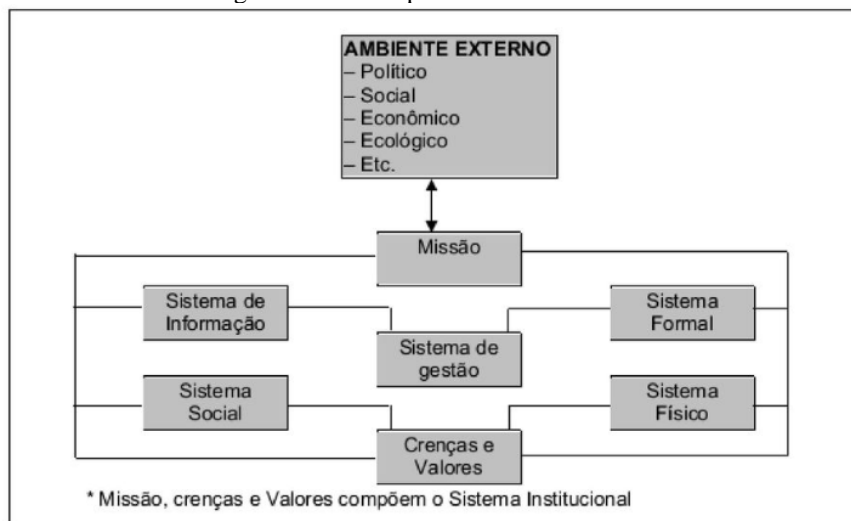 AMBIENTE EXTERNO
– Político
– Social
– Econômico
– Ecológico
– Etc.
Missão
Sistema de
Informação
Sistema
Formal
Sistema de
gestão
Sistema
Social
Sistema
Físico
Crenças e
Valores
* Missão, crenças e Valores compõem o Sistema Institucional